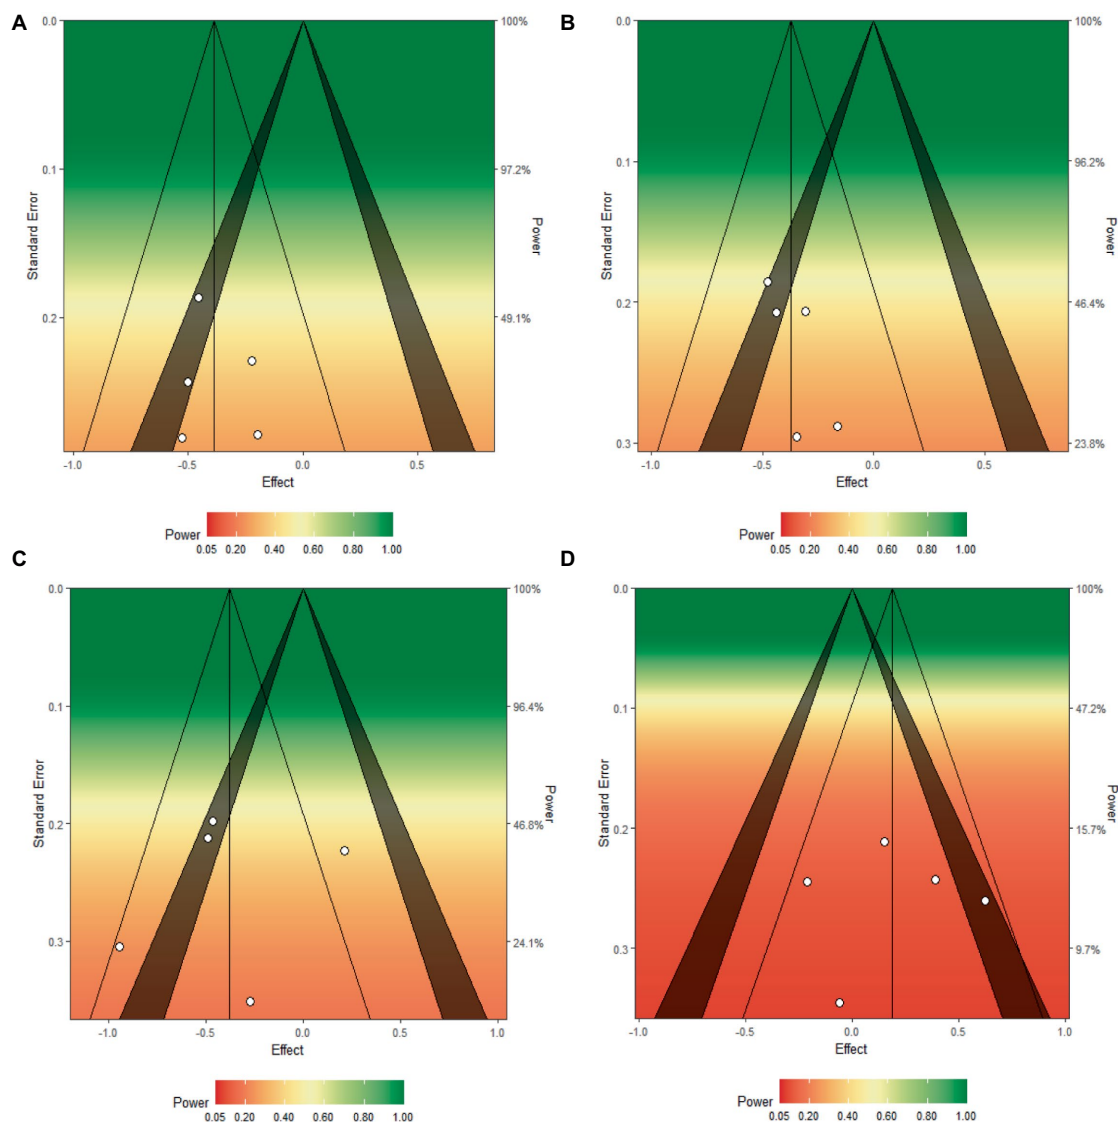 A
B
0.0
100%
0.0
100%
0.1
97.2%
0.1
96.2%
Standard Error
Power
Standard Error
Power
0.2
49.1%
0.2
46.4%
0.3
23.8%
-1.0 -0.5 0.0 0.5
-1.0 -0.5 0.0 0.5
Effect
Effect
Power
0.05 0.20 0.40 0.60 0.80 1.00
Power
0.05 0.20 0.40 0.60 0.80 1.00
C
D
0.0
100%
0.0
100%
0.1
96.4%
0.1
47.2%
Standard Error
Power
Standard Error
Power
0.2
46.8%
0.2
15.7%
0.3
24.1%
0.3
9.7%
-1.0 -0.5 0.0 0.5 1.0
-1.0 -0.5 0.0 0.5 1.0
Effect
Effect
Power
0.05 0.20 0.40 0.60 0.80 1.00
Power
0.05 0.20 0.40 0.60 0.80 1.00